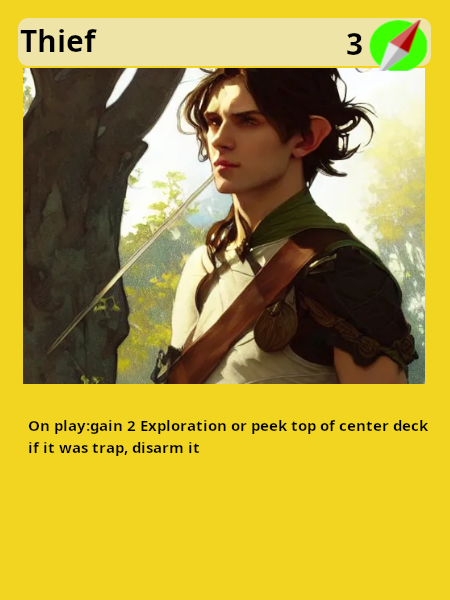 Thief 3
On play:gain 2 Exploration or peek top of center deck
if it was trap, disarm it